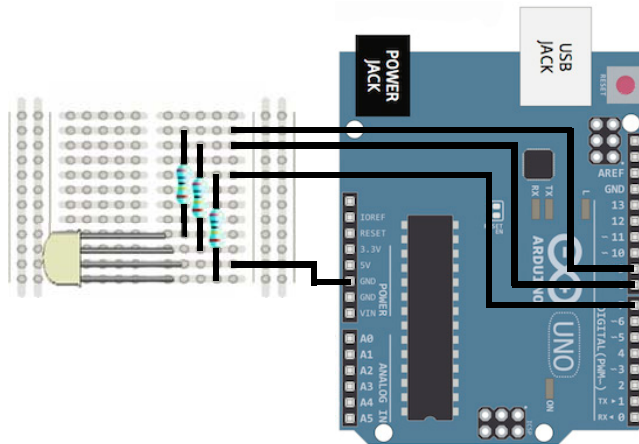 POWER
JACK
USB
JACK
RESET
AREF
GND
13
12
~ 11
~ 10
RX
TX
L
IOREF
RESET
3.3V
5V
GND
GND
VIN
POWER
ARDUINO
UNO
DIGITAL (PWM~)
~6
~5
4
~3
2
TX ▸ 1
RX ◂ 0
A0
A1
A2
A3
A4
A5
ANALOG IN
ON
ICSP